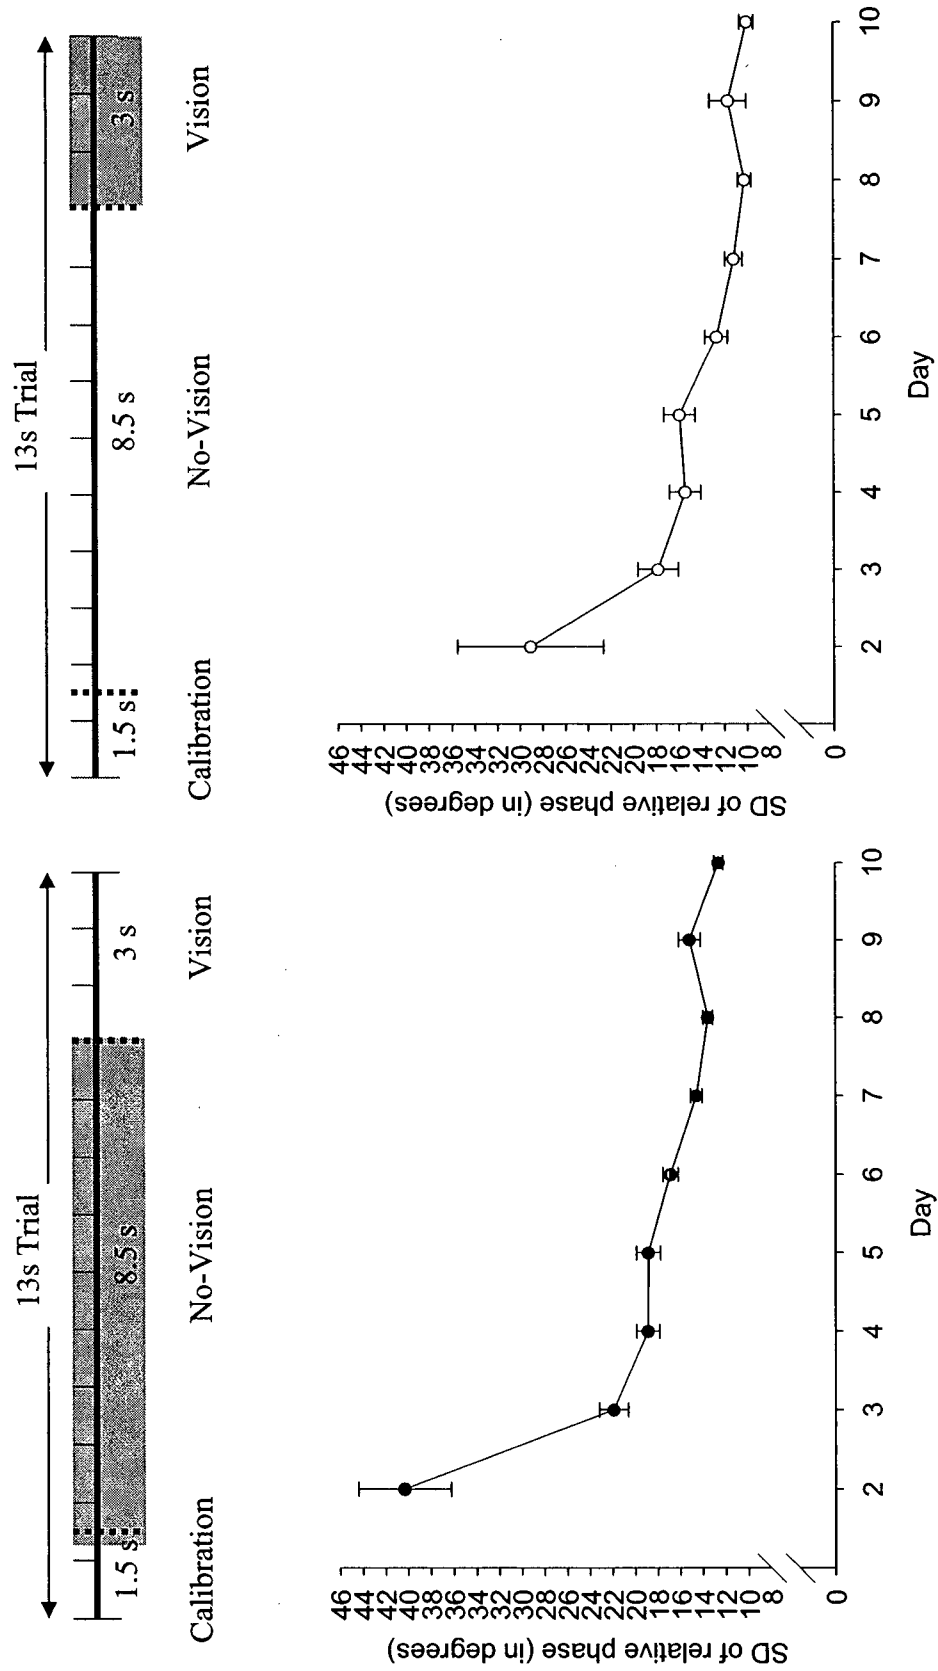 13s Trial
1.5 s
8.5 s
3 s
Calibration
No-Vision
Vision
SD of relative phase (in degrees)
46
44
42
40
38
36
34
32
30
28
26
24
22
20
18
16
14
12
10
8
0
2 3 4 5 6 7 8 9 10
Day
13s Trial
1.5 s
8.5 s
3 s
Calibration
No-Vision
Vision
SD of relative phase (in degrees)
46
44
42
40
38
36
34
32
30
28
26
24
22
20
18
16
14
12
10
8
0
2 3 4 5 6 7 8 9 10
Day